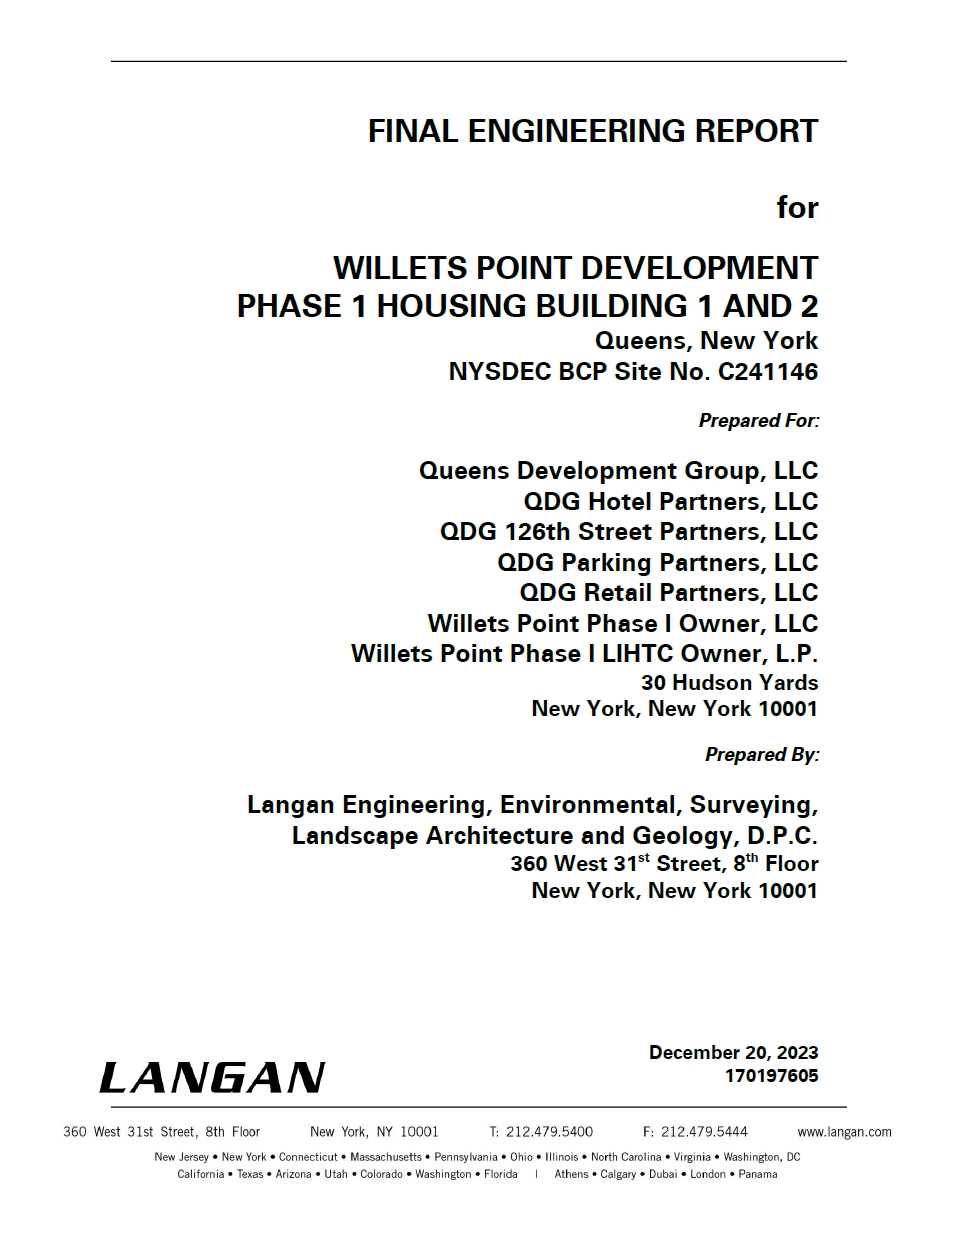 FINAL ENGINEERING REPORT
for
WILLETS POINT DEVELOPMENT
PHASE 1 HOUSING BUILDING 1 AND 2
Queens, New York
NYSDEC BCP Site No. C241146
Prepared For:
Queens Development Group, LLC
QDG Hotel Partners, LLC
QDG 126th Street Partners, LLC
QDG Parking Partners, LLC
QDG Retail Partners, LLC
Willets Point Phase I Owner, LLC
Willets Point Phase I LIHTC Owner, L.P.
30 Hudson Yards
New York, New York 10001
Prepared By:
Langan Engineering, Environmental, Surveying,
Landscape Architecture and Geology, D.P.C.
360 West 31st Street, 8th Floor
New York, New York 10001
December 20, 2023
170197605
LANGAN
360 West 31st Street, 8th Floor New York, NY 10001 T: 212.479.5400 F: 212.479.5444 www.langan.com
New Jersey • New York • Connecticut • Massachusetts • Pennsylvania • Ohio • Illinois • North Carolina • Virginia • Washington, DC
California • Texas • Arizona • Utah • Colorado • Washington • Florida | Athens • Calgary • Dubai • London • Panama